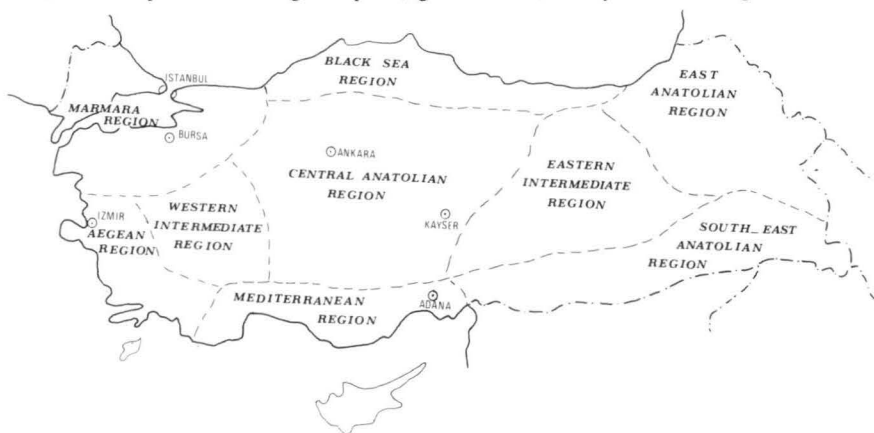 BLACK SEA
REGION
EAST
ANATOLIAN
REGION
ISTANBUL
MARMARA
REGION
BURSA
ANKARA
CENTRAL ANATOLIAN
REGION
EASTERN
INTERMEDIATE
REGION
KAYSER
WESTERN
INTERMEDIATE
REGION
IZMIR
AEGEAN
REGION
SOUTH_EAST
ANATOLIAN
REGION
MEDITERRANEAN
REGION
ADANA